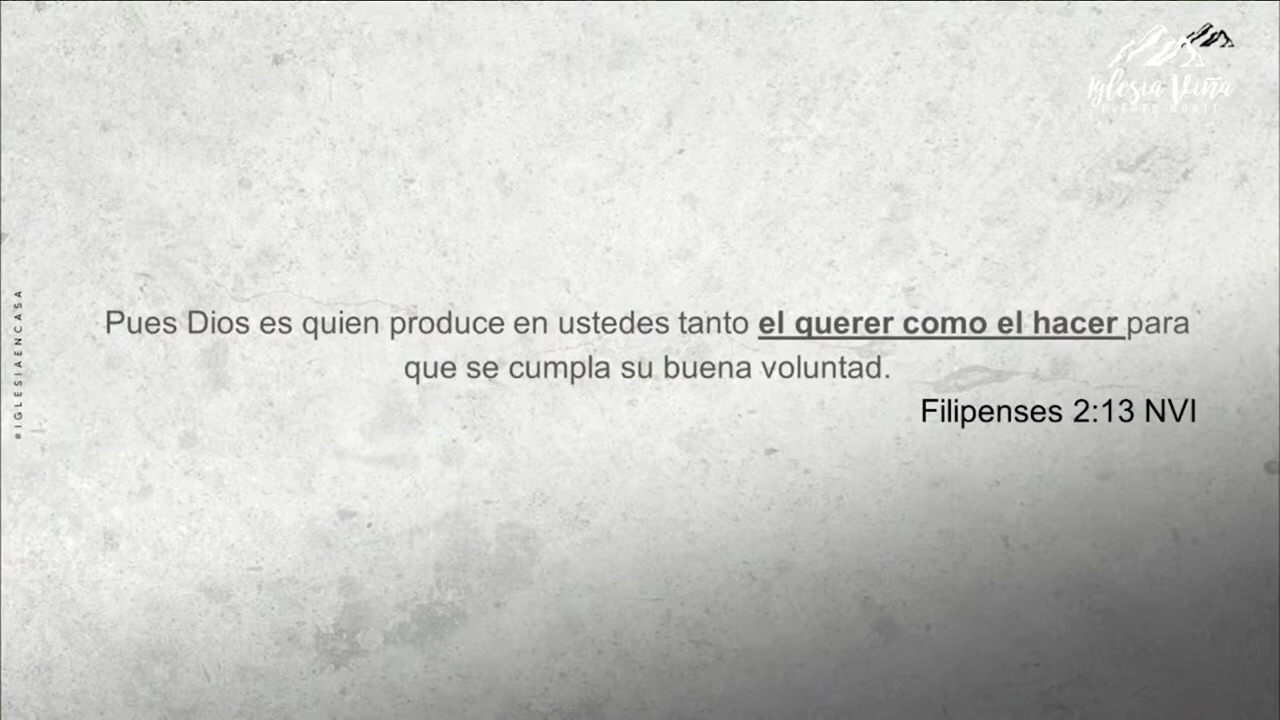 Iglesia Viña
#IGLESIAENCASA
Pues Dios es quien produce en ustedes tanto el querer como el hacer para
que se cumpla su buena voluntad.
Filipenses 2:13 NVI